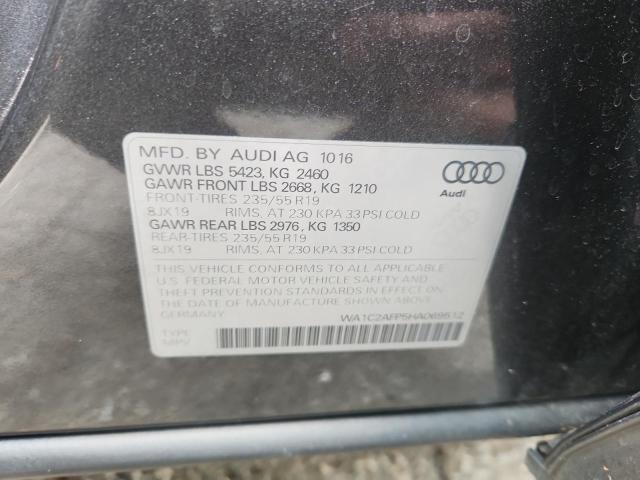 MFD. BY AUDI AG 1016
GVWR LBS 5423, KG 2460
GAWR FRONT LBS 2668, KG 1210
FRONT-TIRES 235/55 R19
8JX19 RIMS, AT 230 KPA 33 PSI COLD
GAWR REAR LBS 2976, KG 1350
REAR-TIRES 235/55 R19
8JX19 RIMS, AT 230 KPA 33 PSI COLD
THIS VEHICLE CONFORMS TO ALL APPLICABLE
U.S. FEDERAL MOTOR VEHICLE SAFETY AND
THEFT PREVENTION STANDARDS IN EFFECT ON
THE DATE OF MANUFACTURE SHOWN ABOVE.
GERMANY WA1C2AFP5HA069512
TYPE
MPV
Audi